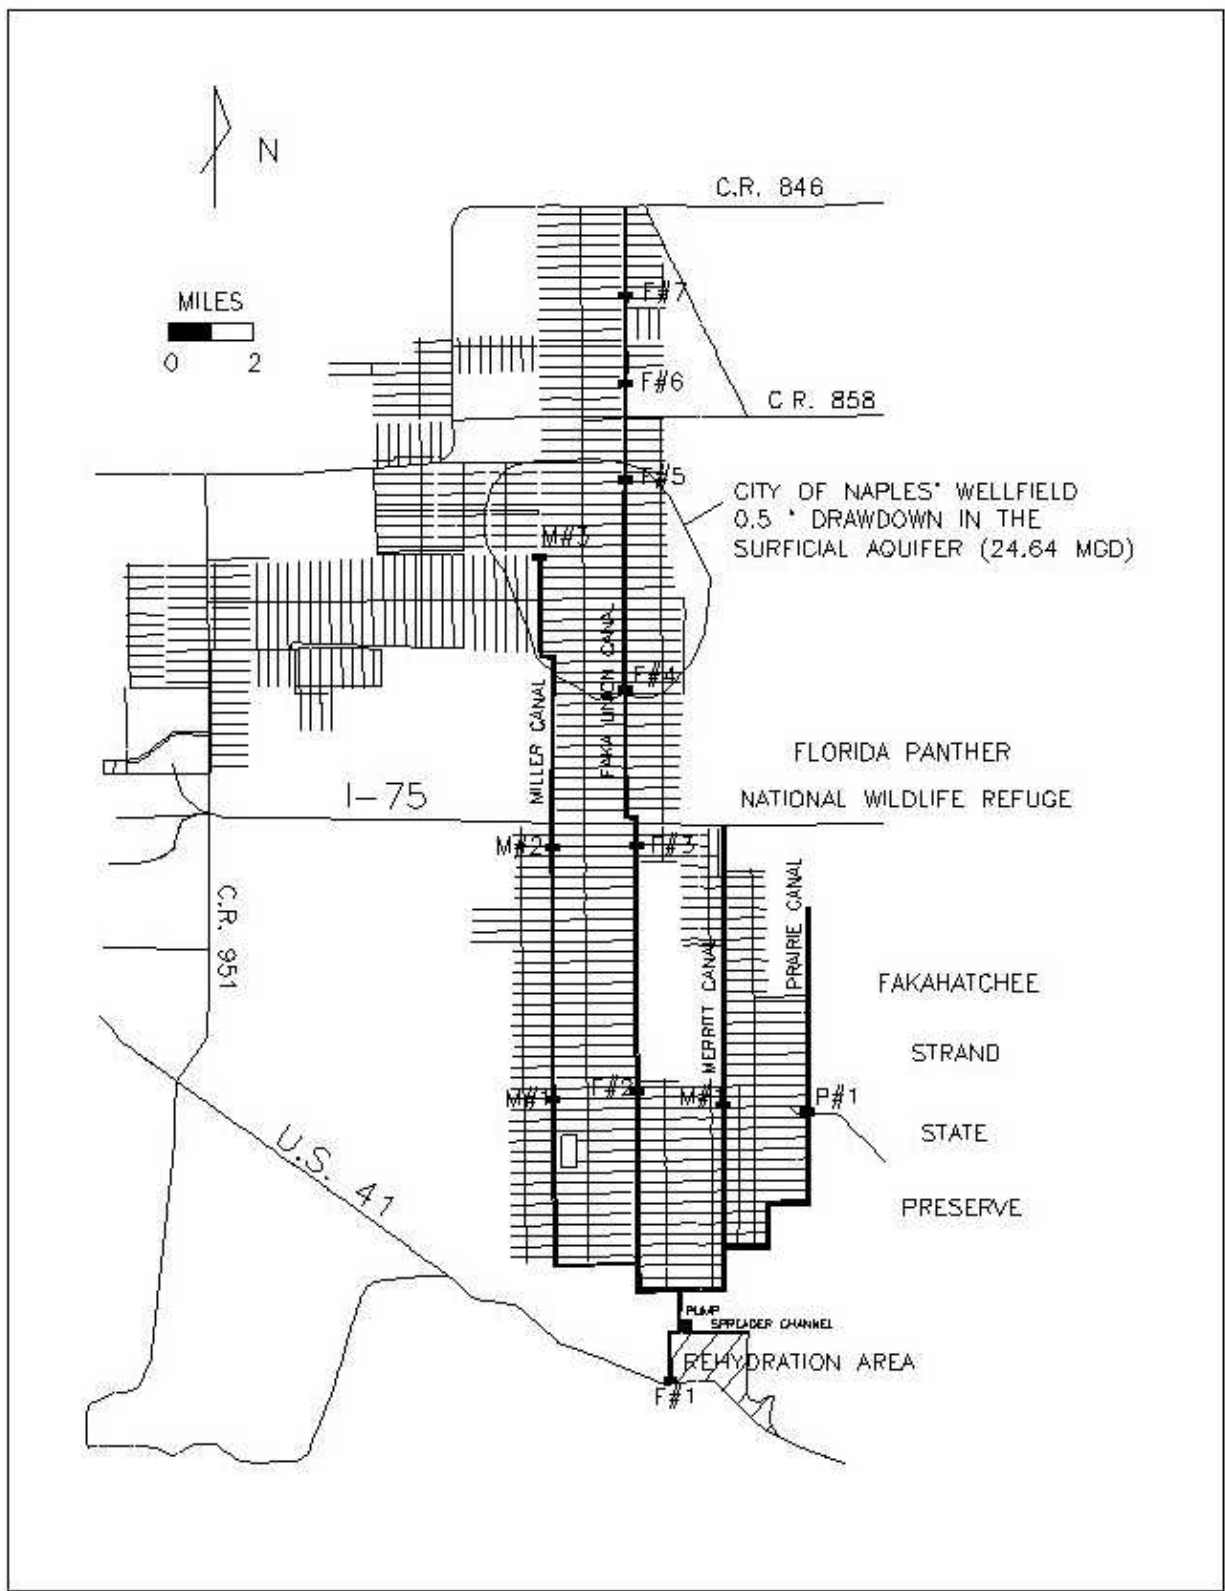 N
C.R. 846
MILES
0 2
F#7
F#6
C.R. 858
F#5
CITY OF NAPLES' WELLFIELD
0.5 ' DRAWDOWN IN THE
SURFICIAL AQUIFER (24.64 MGD)
M#3
FAKA UNION CANAL
F#4
MILLER CANAL
FLORIDA PANTHER
NATIONAL WILDLIFE REFUGE
I-75
M#2
F#3
C.R. 951
PRAIRIE CANAL
MERRITT CANAL
FAKAHATCHEE
STRAND
STATE
PRESERVE
M#1
F#2
M#1
P#1
U.S. 41
PUMP
SPREADER CHANNEL
REHYDRATION AREA
F#1